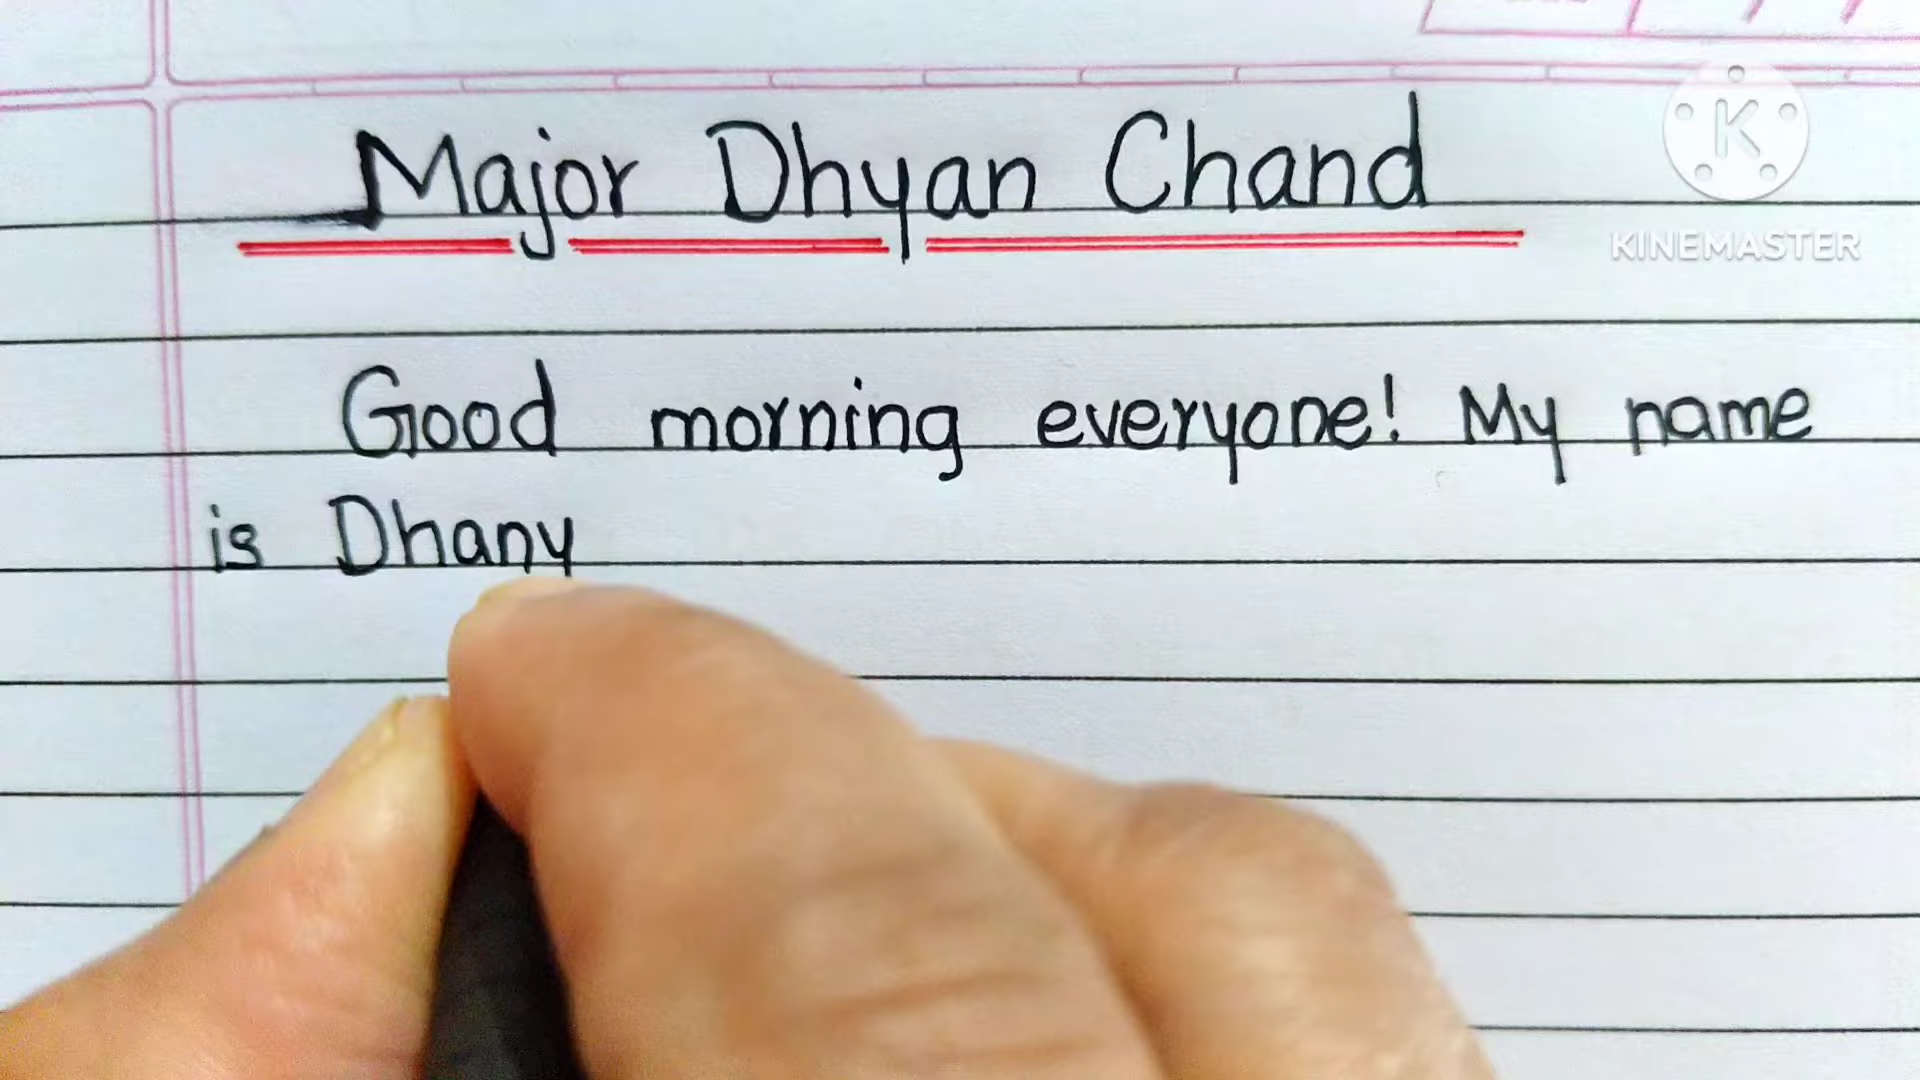 Major Dhyan Chand
K
KINEMASTER
Good morning everyone! My name
is Dhany